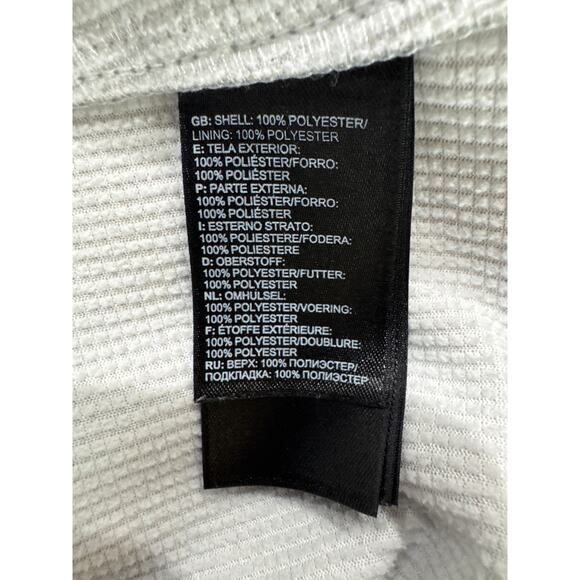 GB: SHELL: 100% POLYESTER/
LINING: 100% POLYESTER
E: TELA EXTERIOR:
100% POLIÉSTER/FORRO:
100% POLIÉSTER
P: PARTE EXTERNA:
100% POLIÉSTER/FORRO:
100% POLIÉSTER
I: ESTERNO STRATO:
100% POLIESTERE/FODERA:
100% POLIESTERE
D: OBERSTOFF:
100% POLYESTER/FUTTER:
100% POLYESTER
NL: OMHULSEL:
100% POLYESTER/VOERING:
100% POLYESTER
F: ÉTOFFE EXTÉRIEURE:
100% POLYESTER/DOUBLURE:
100% POLYESTER
RU: ВЕРХ: 100% ПОЛИЭСТЕР/
ПОДКЛАДКА: 100% ПОЛИЭСТЕР